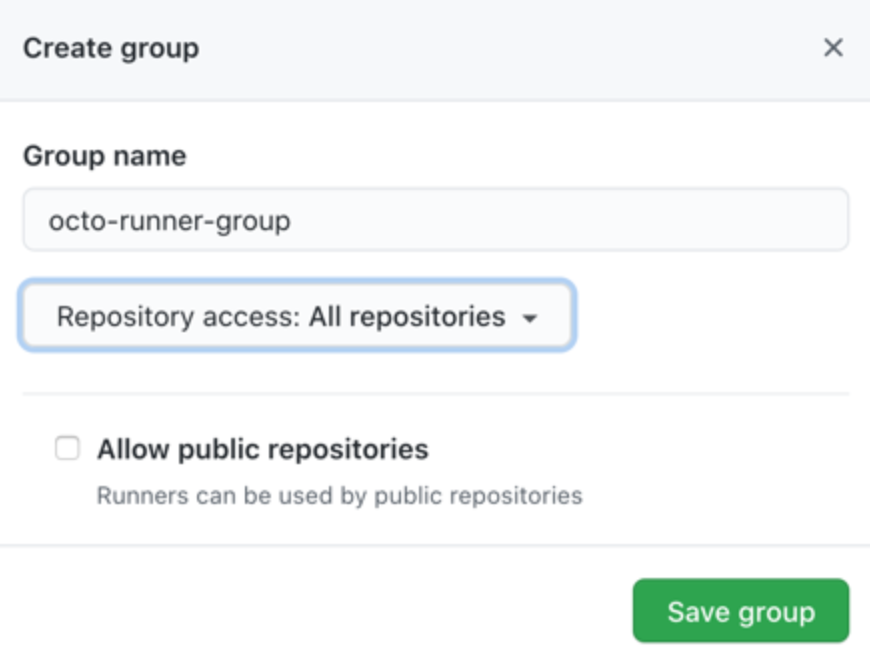 Create group
Group name
octo-runner-group
Repository access: All repositories
Allow public repositories
Runners can be used by public repositories
Save group